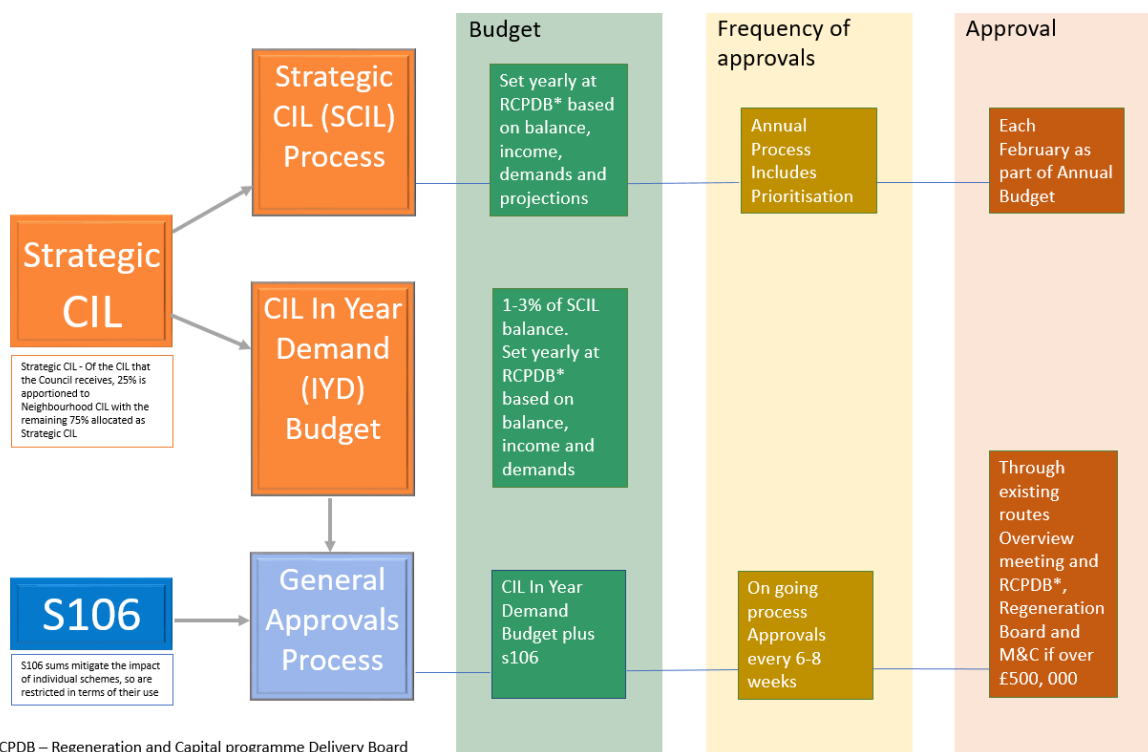 Budget
Frequency of
approvals
Approval
Strategic
CIL (SCIL)
Process
Set yearly at
RCPDB* based
on balance,
income,
demands and
projections
Annual
Process
Includes
Prioritisation
Each
February as
part of Annual
Budget
Strategic
CIL
Strategic CIL - Of the CIL that
the Council receives, 25% is
apportioned to
Neighbourhood CIL with the
remaining 75% allocated as
Strategic CIL
CIL In Year
Demand
(IYD)
Budget
1-3% of SCIL
balance.
Set yearly at
RCPDB*
based on
balance,
income and
demands
S106
S106 sums mitigate the impact
of individual schemes, so are
restricted in terms of their use
General
Approvals
Process
CIL In Year
Demand
Budget plus
s106
On going
process
Approvals
every 6-8
weeks
Through
existing
routes
Overview
meeting and
RCPDB*,
Regeneration
Board and
M&C if over
£500, 000
CPDB – Regeneration and Capital programme Delivery Board